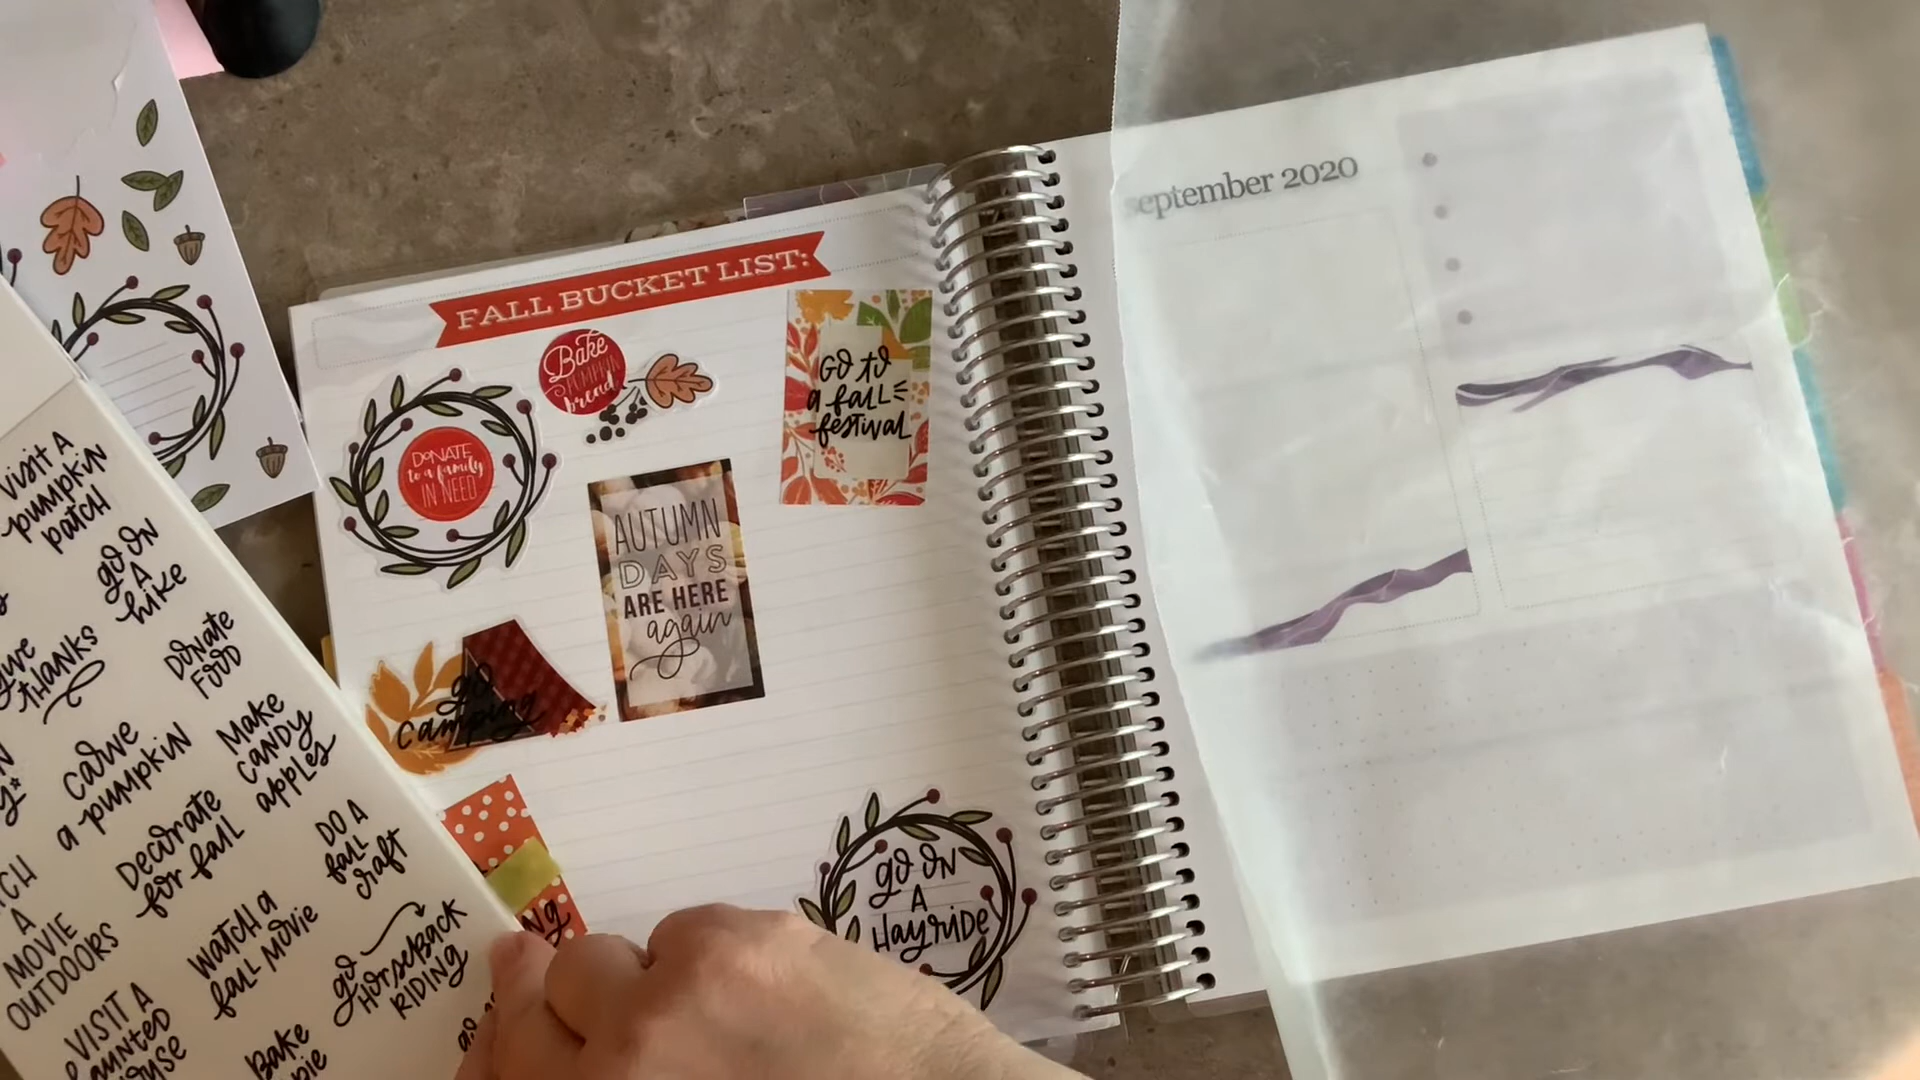 FALL BUCKET LIST:
september 2020
Bake
PUMPKIN
bread
GO TO
a fall
festival
DONATE
to a family
IN NEED
AUTUMN
DAYS
ARE HERE
again
go
camping
go on
A
Hayride
NG
VISIT A
pumpkin
patch
go on
A
hike
give
THANKS
DONATE
FOOD
carve
a pumpkin
Make
CANDY
apples
Decorate
for fall
DO A
fall
craft
A
MOVIE
OUTDOORS
WATCH a
fall movie
go
HORSEBACK
RIDING
VISIT A
Bake
go